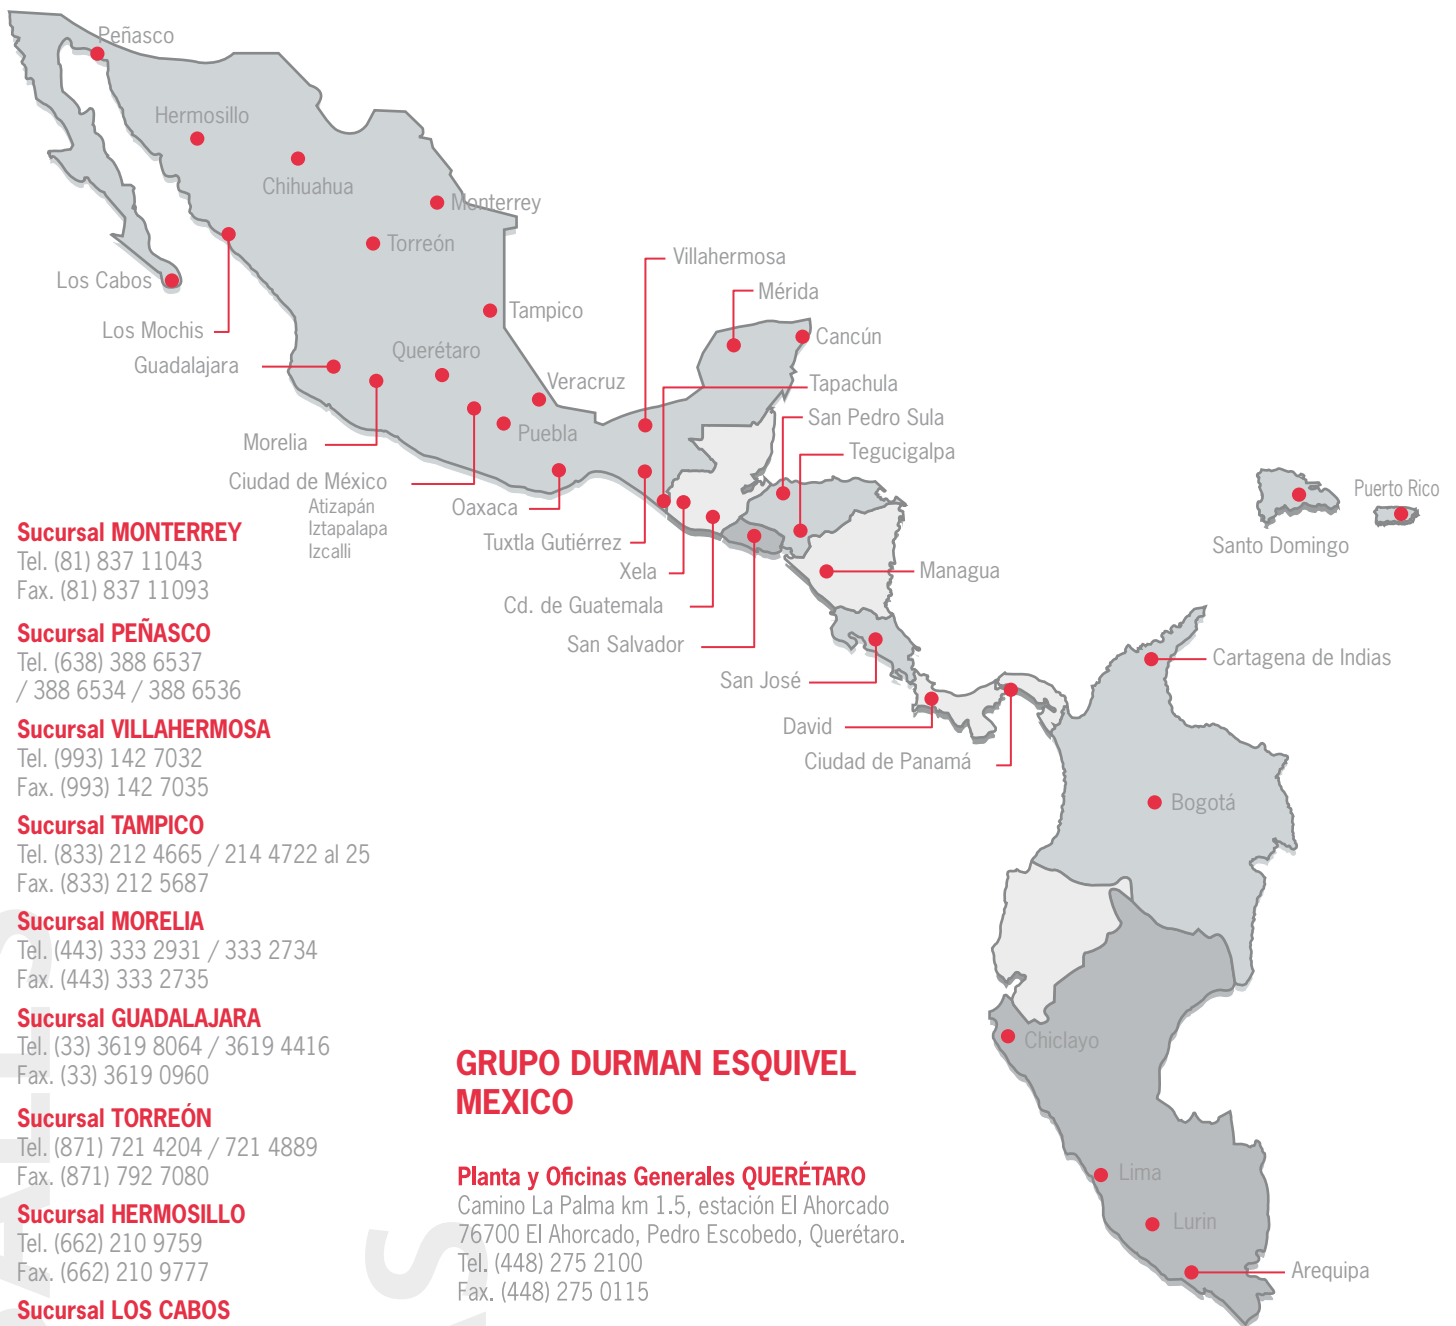 Peñasco
Hermosillo
Chihuahua
Monterrey
Torreón
Villahermosa
Los Cabos
Mérida
Tampico
Los Mochis
Cancún
Querétaro
Guadalajara
Veracruz
Tapachula
San Pedro Sula
Puebla
Morelia
Tegucigalpa
Ciudad de México
Atizapán
Iztapalapa
Izcalli
Oaxaca
Puerto Rico
Tuxtla Gutiérrez
Santo Domingo
Xela
Managua
Cd. de Guatemala
San Salvador
Cartagena de Indias
San José
David
Ciudad de Panamá
Bogotá
Chiclayo
Lima
Lurin
Arequipa
Sucursal MONTERREY
Tel. (81) 837 11043
Fax. (81) 837 11093
Sucursal PEÑASCO
Tel. (638) 388 6537
/ 388 6534 / 388 6536
Sucursal VILLAHERMOSA
Tel. (993) 142 7032
Fax. (993) 142 7035
Sucursal TAMPICO
Tel. (833) 212 4665 / 214 4722 al 25
Fax. (833) 212 5687
Sucursal MORELIA
Tel. (443) 333 2931 / 333 2734
Fax. (443) 333 2735
Sucursal GUADALAJARA
Tel. (33) 3619 8064 / 3619 4416
Fax. (33) 3619 0960
Sucursal TORREÓN
Tel. (871) 721 4204 / 721 4889
Fax. (871) 792 7080
Sucursal HERMOSILLO
Tel. (662) 210 9759
Fax. (662) 210 9777
Sucursal LOS CABOS
GRUPO DURMAN ESQUIVEL
MEXICO
Planta y Oficinas Generales QUERÉTARO
Camino La Palma km 1.5, estación El Ahorcado
76700 El Ahorcado, Pedro Escobedo, Querétaro.
Tel. (448) 275 2100
Fax. (448) 275 0115